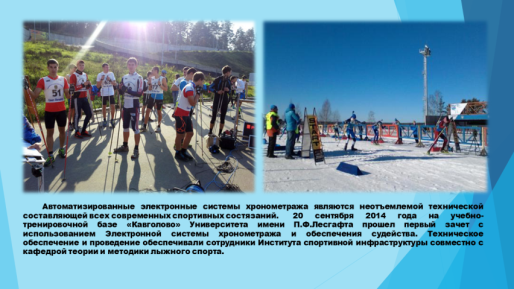 51
Автоматизированные электронные системы хронометража являются неотъемлемой технической
составляющей всех современных спортивных состязаний. 20 сентября 2014 года на учебно-
тренировочной базе «Кавголово» Университета имени П.Ф.Лесгафта прошел первый зачет с
использованием Электронной системы хронометража и обеспечения судейства. Техническое
обеспечение и проведение обеспечивали сотрудники Института спортивной инфраструктуры совместно с
кафедрой теории и методики лыжного спорта.